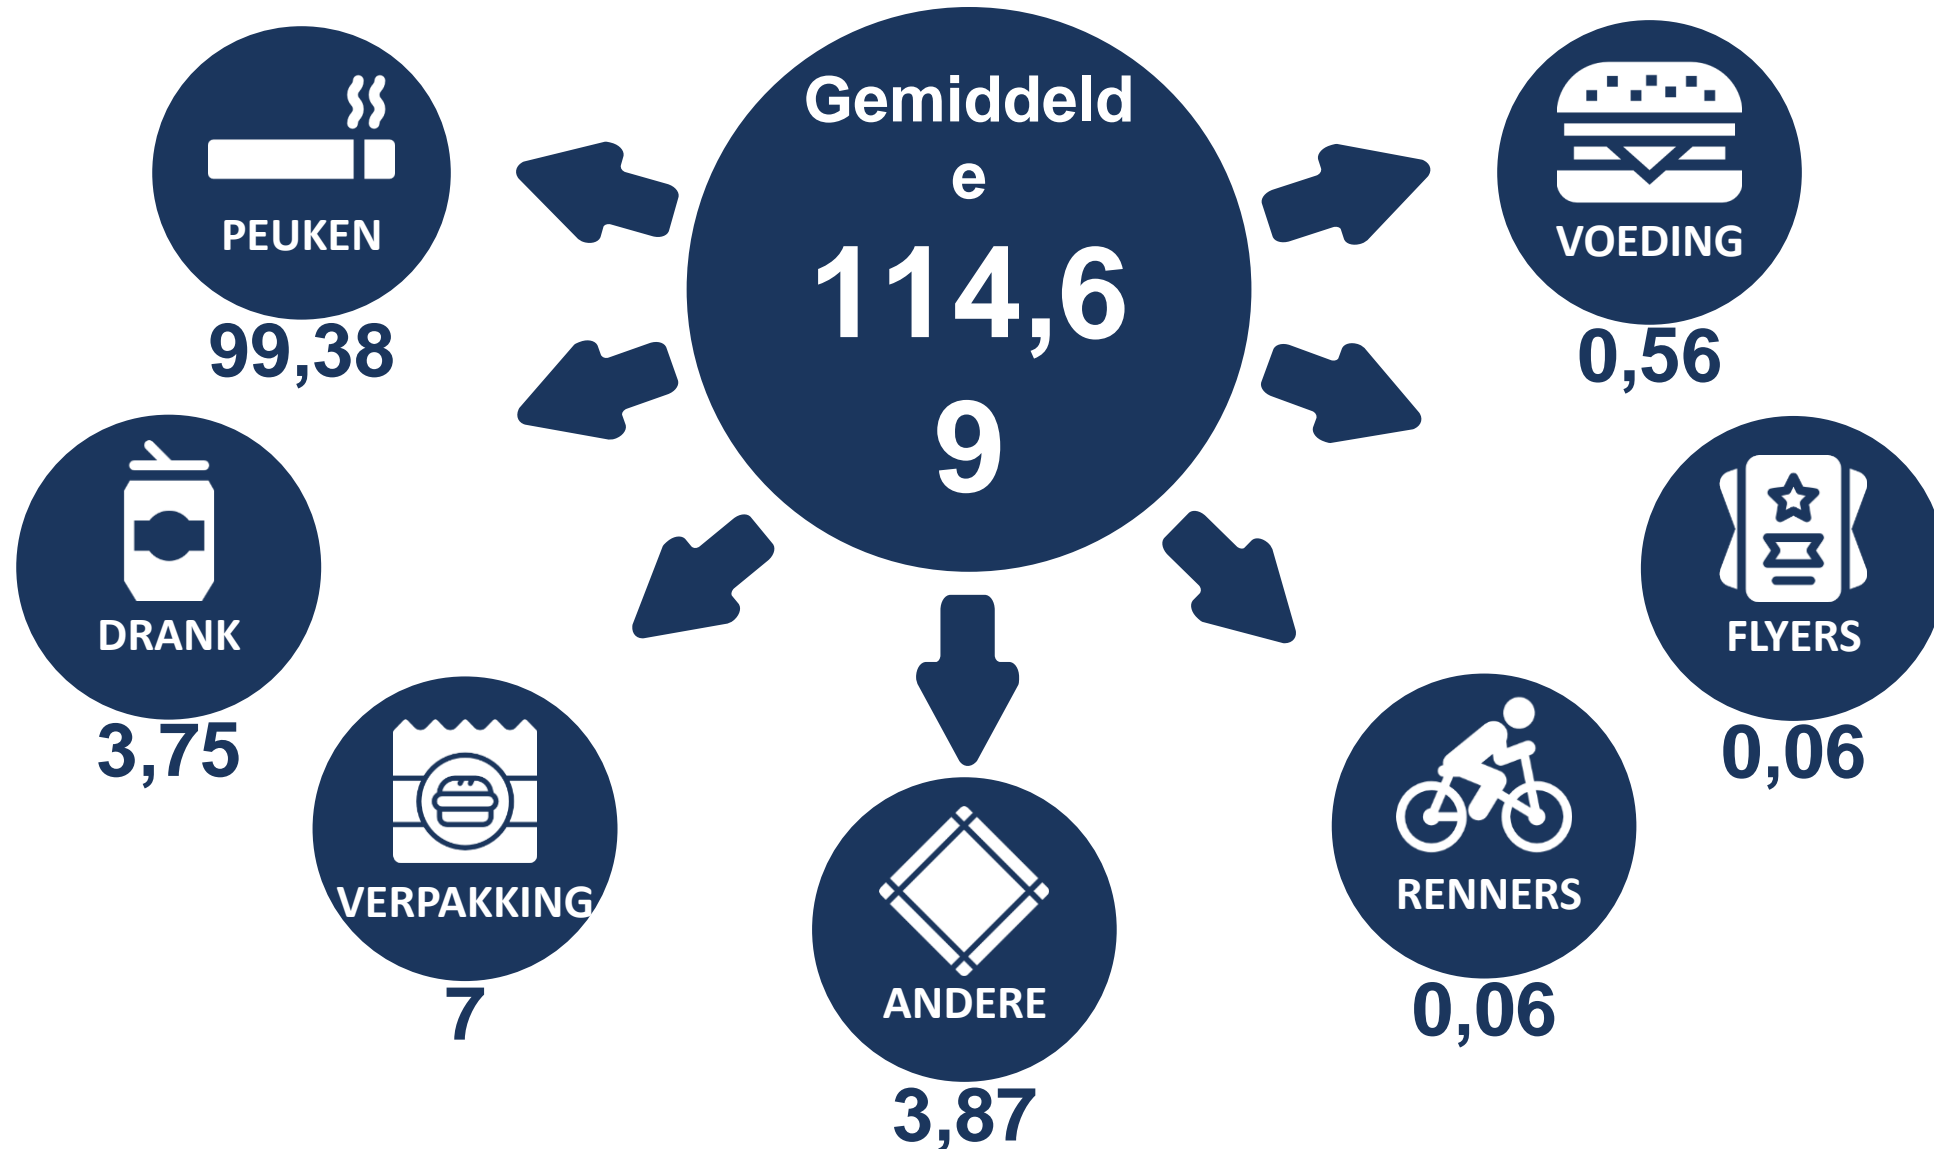 Gemiddeld
e
114,6
9
PEUKEN
99,38
DRANK
3,75
VERPAKKING
7
ANDERE
3,87
RENNERS
0,06
FLYERS
0,06
VOEDING
0,56